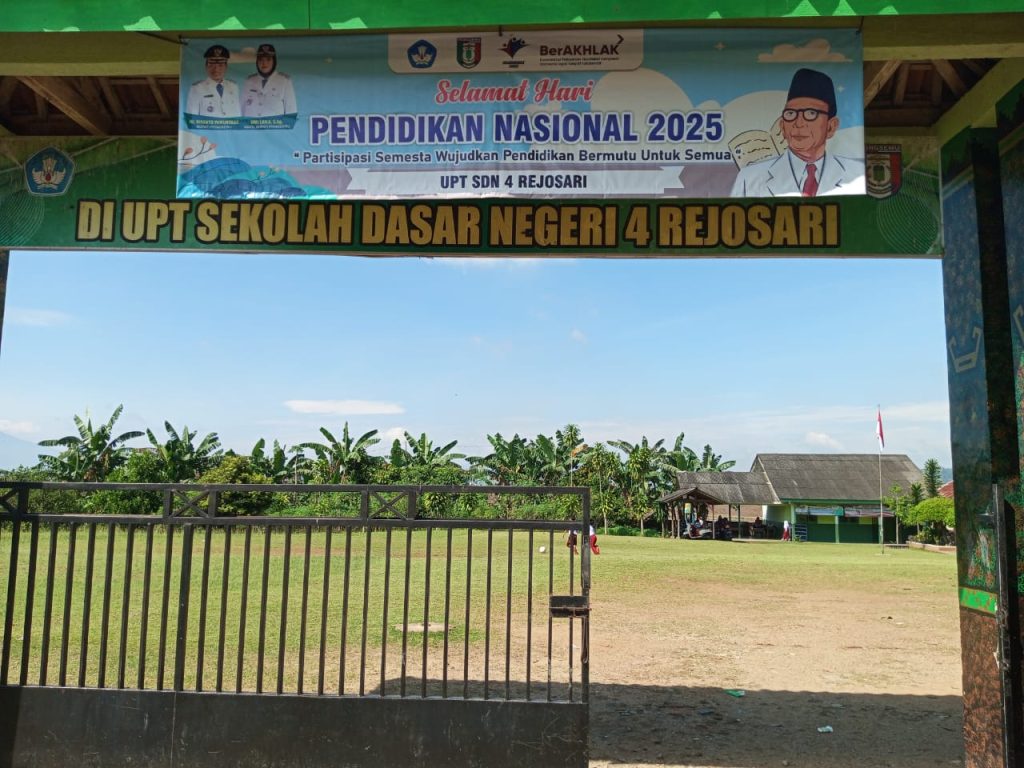 BerAKHLAK
Selamat Hari
PENDIDIKAN NASIONAL 2025
" Partisipasi Semesta Wujudkan Pendidikan Bermutu Untuk Semua
UPT SDN 4 REJOSARI
DI UPT SEKOLAH DASAR NEGERI 4 REJOSARI